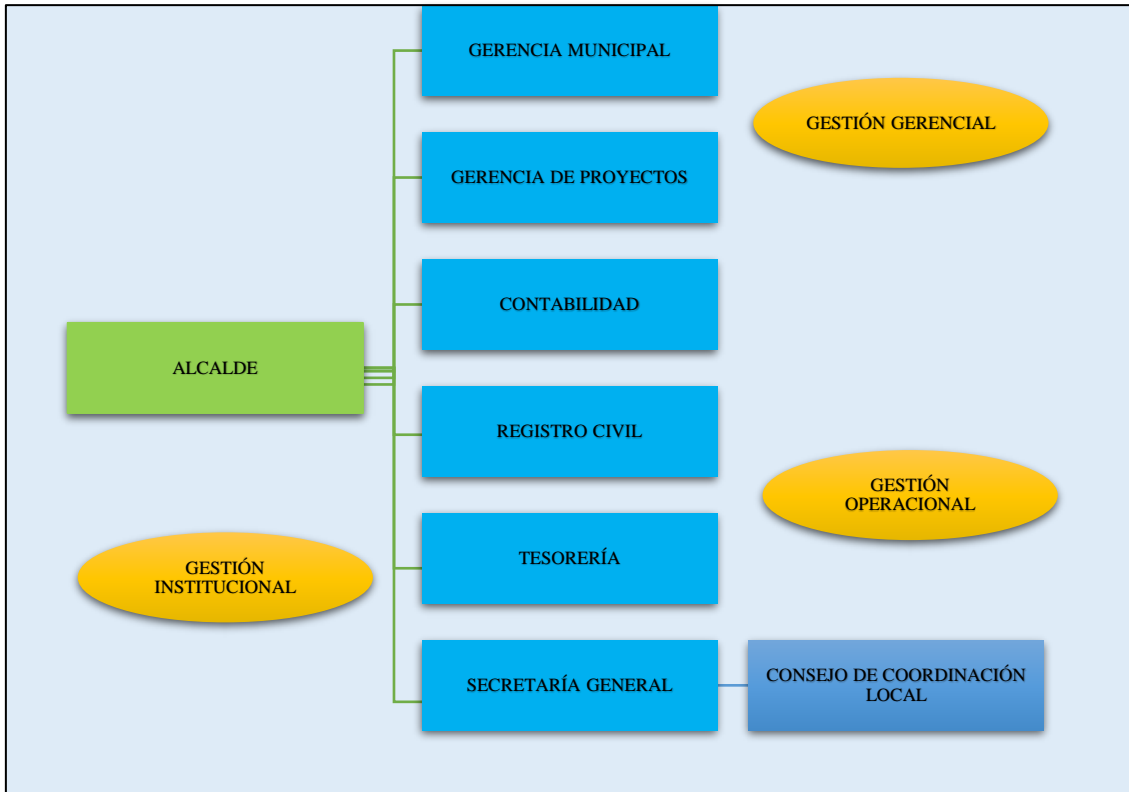 GERENCIA MUNICIPAL
GESTIÓN GERENCIAL
GERENCIA DE PROYECTOS
CONTABILIDAD
ALCALDE
REGISTRO CIVIL
GESTIÓN
OPERACIONAL
GESTIÓN
INSTITUCIONAL
TESORERÍA
SECRETARÍA GENERAL
CONSEJO DE COORDINACIÓN
LOCAL